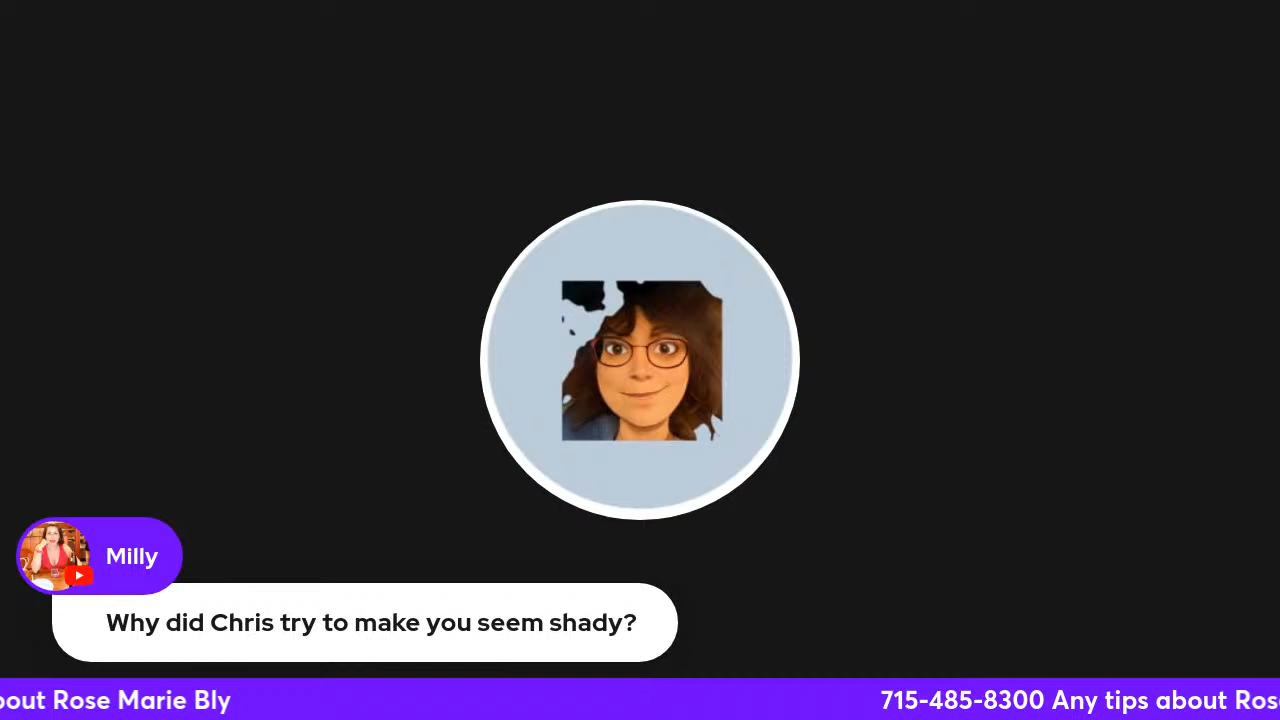 Milly
Why did Chris try to make you seem shady?
bout Rose Marie Bly 715-485-8300 Any tips about Ros